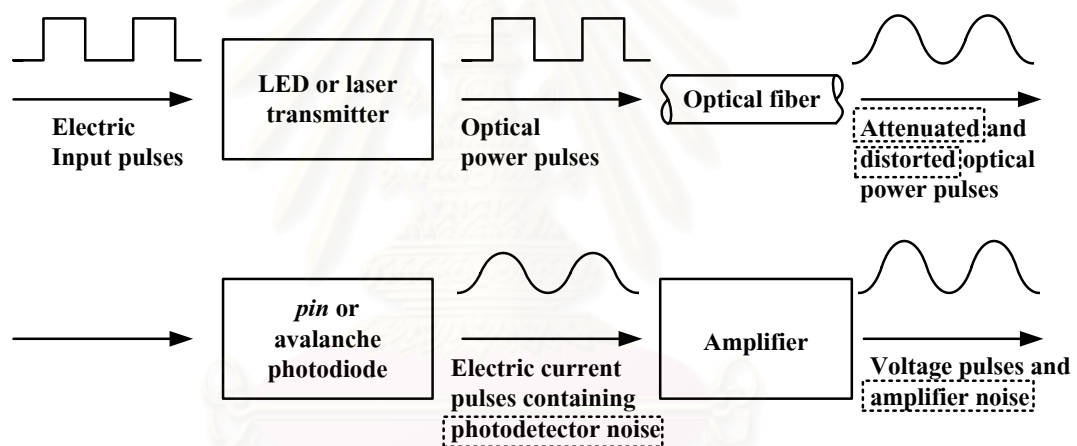 LED or laser
transmitter
Optical fiber
Electric
Input pulses
Optical
power pulses
Attenuated and
distorted optical
power pulses
pin or
avalanche
photodiode
Amplifier
Electric current
pulses containing
photodetector noise
Voltage pulses and
amplifier noise